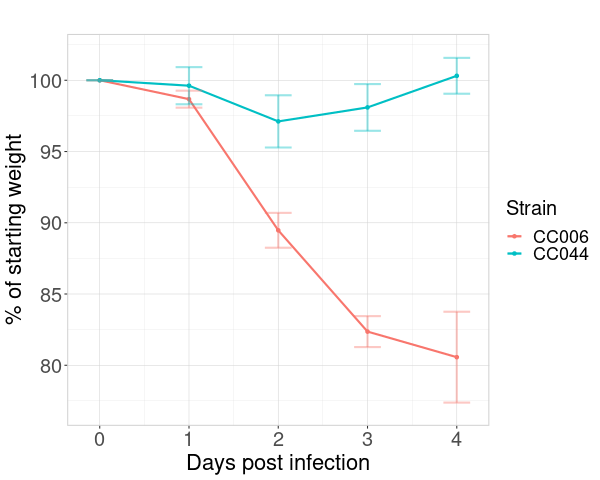 % of starting weight
100
95
90
85
80
0 1 2 3 4
Days post infection
Strain
CC006
CC044